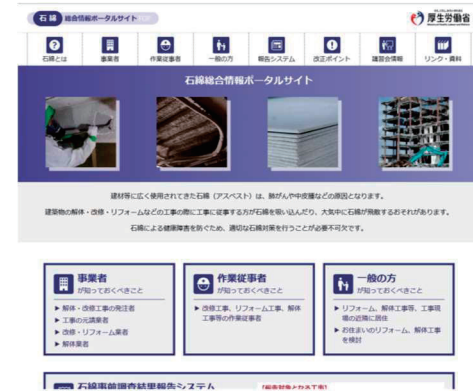 石綿 総合情報ポータルサイト
厚生労働省
石綿とは
事業者
作業従事者
一般の方
報告システム
改正ポイント
講習会情報
リンク・資料
石綿総合情報ポータルサイト
建材等に広く使用されてきた石綿（アスベスト）は、肺がんや中皮腫などの原因となります。
建築物の解体・改修・リフォームなどの工事の際に工事に従事する方が石綿を吸い込んだり、大気中に石綿が飛散するおそれがあります。
石綿による健康障害を防ぐため、適切な石綿対策を行うことが必要不可欠です。
事業者
が知っておくべきこと
▶ 解体・改修工事の発注者
▶ 工事の元請業者
▶ 改修・リフォーム業者
▶ 解体業者
作業従事者
が知っておくべきこと
▶ 改修工事、リフォーム工事、解体
工事等の作業従事者
一般の方
が知っておくべきこと
▶ リフォーム、解体工事等、工事現
場の近隣に居住
▶ お住まいのリフォーム、解体工事
を検討
石綿事前調査結果報告システム
【報告対象となる工事】